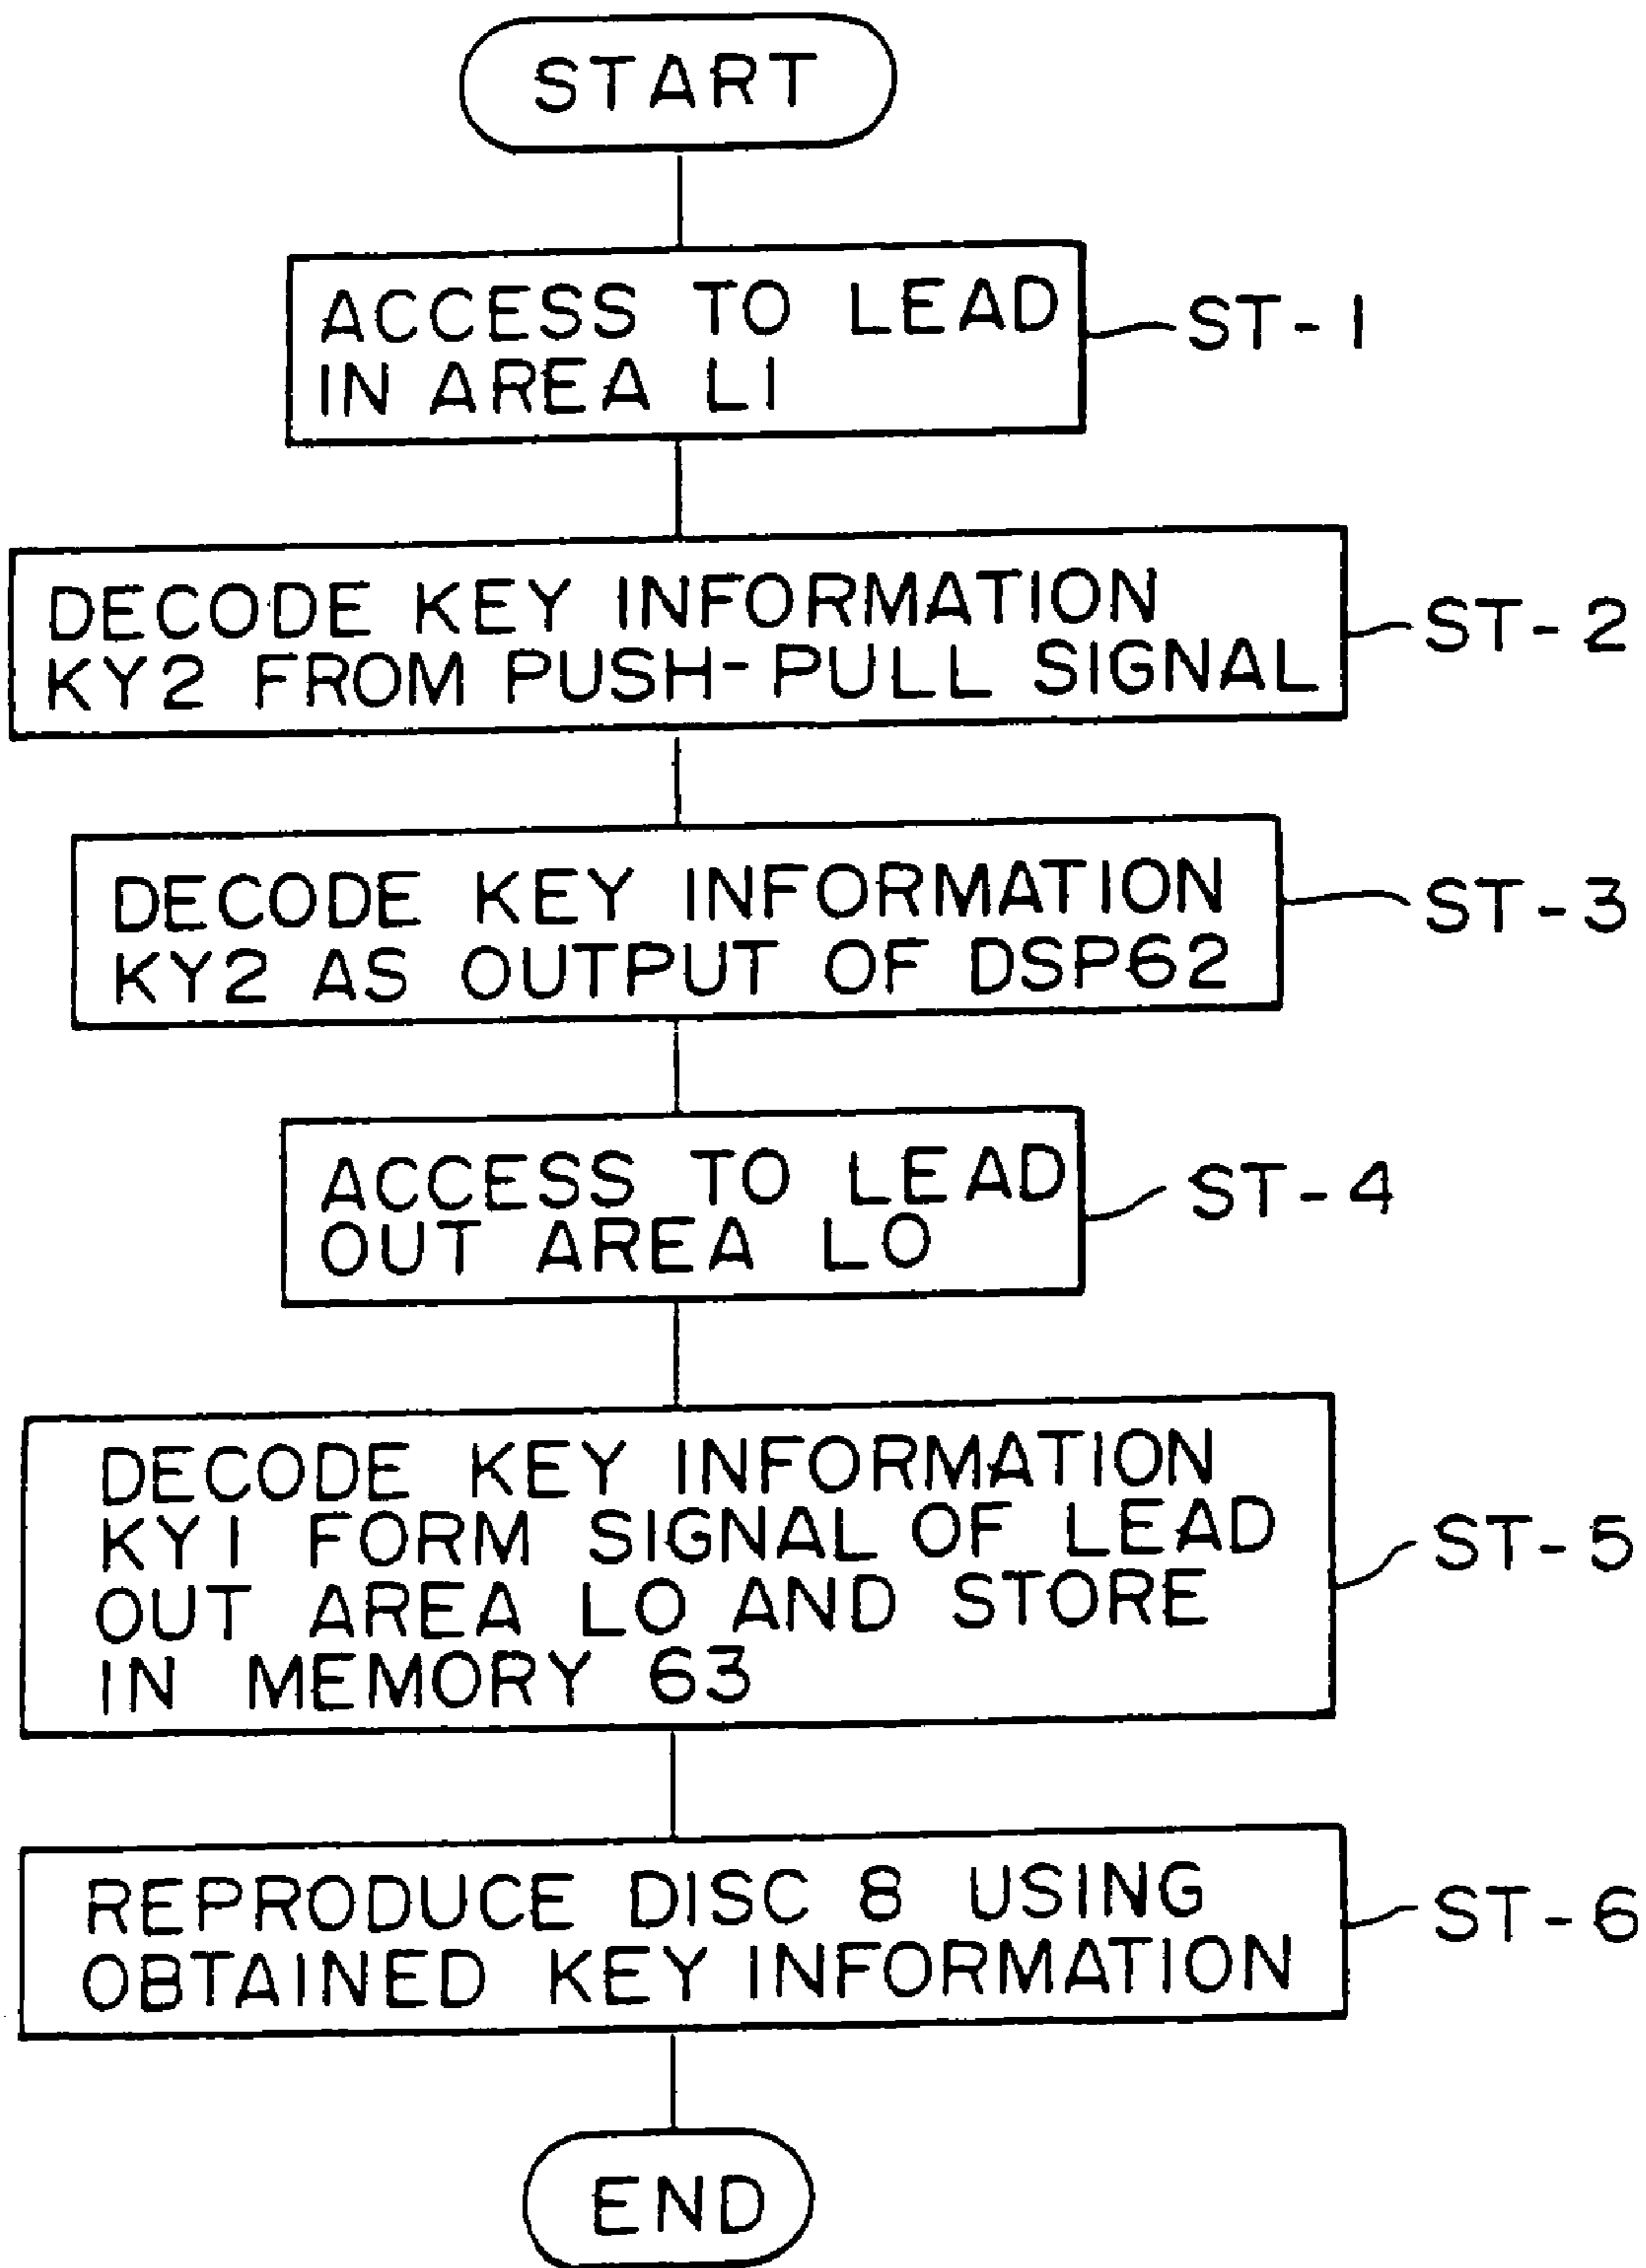 START
ACCESS TO LEAD
IN AREA LI
ST-1
DECODE KEY INFORMATION
KY2 FROM PUSH-PULL SIGNAL
ST-2
DECODE KEY INFORMATION
KY2 AS OUTPUT OF DSP62
ST-3
ACCESS TO LEAD
OUT AREA LO
ST-4
DECODE KEY INFORMATION
KY1 FORM SIGNAL OF LEAD
OUT AREA LO AND STORE
IN MEMORY 63
ST-5
REPRODUCE DISC 8 USING
OBTAINED KEY INFORMATION
ST-6
END